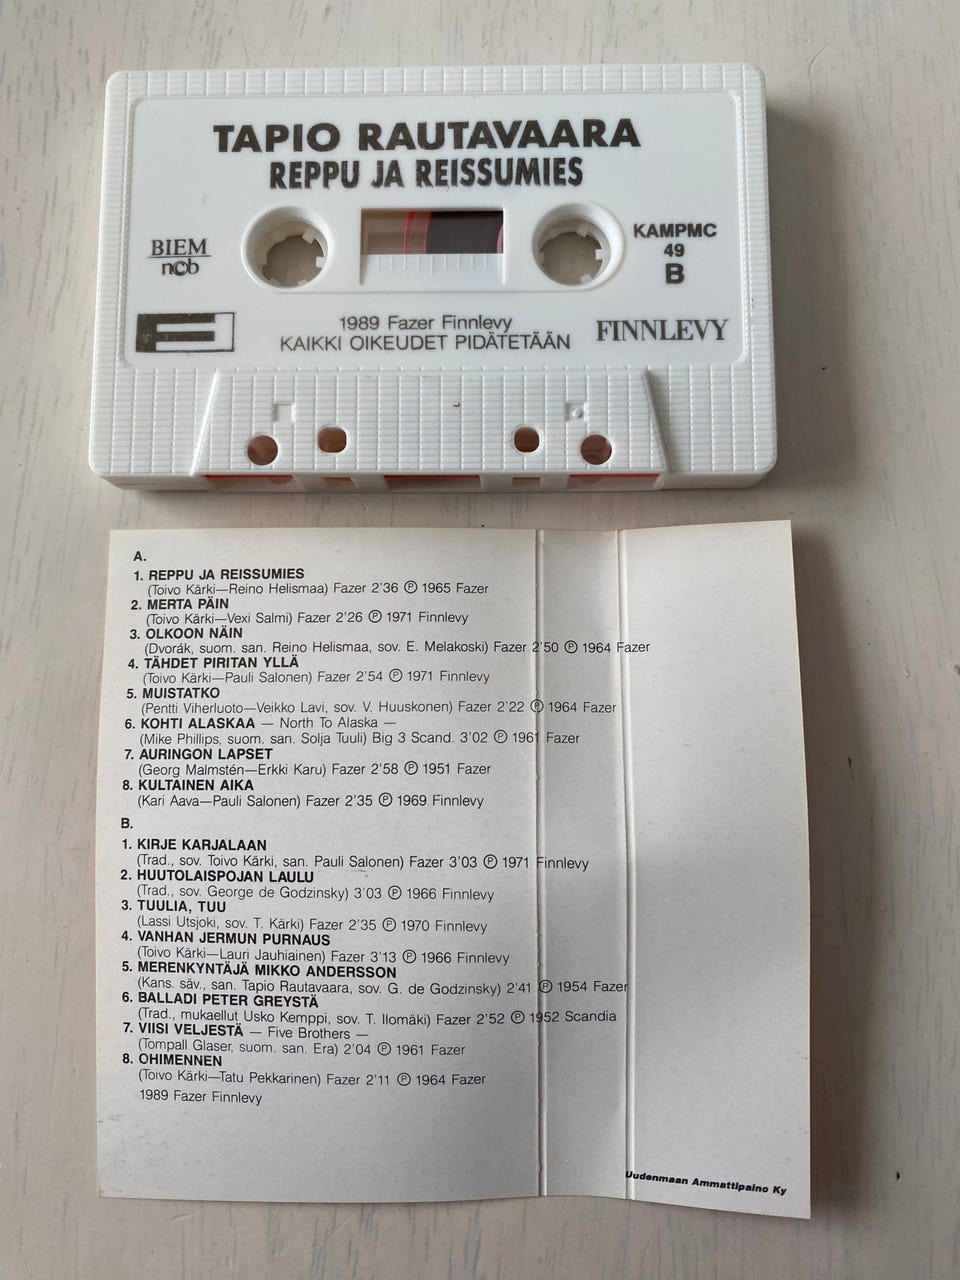 TAPIO RAUTAVAARA
REPPU JA REISSUMIES
BIEM
ncb
KAMPMC
49
B
1989 Fazer Finnlevy
KAIKKI OIKEUDET PIDÄTETÄÄN
FINNLEVY
A.
1. REPPU JA REISSUMIES
(Toivo Kärki—Reino Helismaa) Fazer 2'36 ℗ 1965 Fazer
2. MERTA PÄIN
(Toivo Kärki—Vexi Salmi) Fazer 2'26 ℗ 1971 Finnlevy
3. OLKOON NÄIN
(Dvorák, suom. san. Reino Helismaa, sov. E. Melakoski) Fazer 2'50 ℗ 1964 Fazer
4. TÄHDET PIRITAN YLLÄ
(Toivo Kärki—Pauli Salonen) Fazer 2'54 ℗ 1971 Finnlevy
5. MUISTATKO
(Pentti Viherluoto—Veikko Lavi, sov. V. Huuskonen) Fazer 2'22 ℗ 1964 Fazer
6. KOHTI ALASKAA — North To Alaska —
(Mike Phillips, suom. san. Solja Tuuli) Big 3 Scand. 3'02 ℗ 1961 Fazer
7. AURINGON LAPSET
(Georg Malmstén—Erkki Karu) Fazer 2'58 ℗ 1951 Fazer
8. KULTAINEN AIKA
(Kari Aava—Pauli Salonen) Fazer 2'35 ℗ 1969 Finnlevy
B.
1. KIRJE KARJALAAN
(Trad., sov. Toivo Kärki, san. Pauli Salonen) Fazer 3'03 ℗ 1971 Finnlevy
2. HUUTOLAISPOJAN LAULU
(Trad., sov. George de Godzinsky) 3'03 ℗ 1966 Finnlevy
3. TUULIA, TUU
(Lassi Utsjoki, sov. T. Kärki) Fazer 2'35 ℗ 1970 Finnlevy
4. VANHAN JERMUN PURNAUS
(Toivo Kärki—Lauri Jauhiainen) Fazer 3'13 ℗ 1966 Finnlevy
5. MERENKYNTÄJÄ MIKKO ANDERSSON
(Kans. säv., san. Tapio Rautavaara, sov. G. de Godzinsky) 2'41 ℗ 1954 Fazer
6. BALLADI PETER GREYSTÄ
(Trad., mukaellut Usko Kemppi, sov. T. Ilomäki) Fazer 2'52 ℗ 1952 Scandia
7. VIISI VELJESTÄ — Five Brothers —
(Tompall Glaser, suom. san. Era) 2'04 ℗ 1961 Fazer
8. OHIMENNEN
(Toivo Kärki—Tatu Pekkarinen) Fazer 2'11 ℗ 1964 Fazer
1989 Fazer Finnlevy
Uudenmaan Ammattipaino Ky